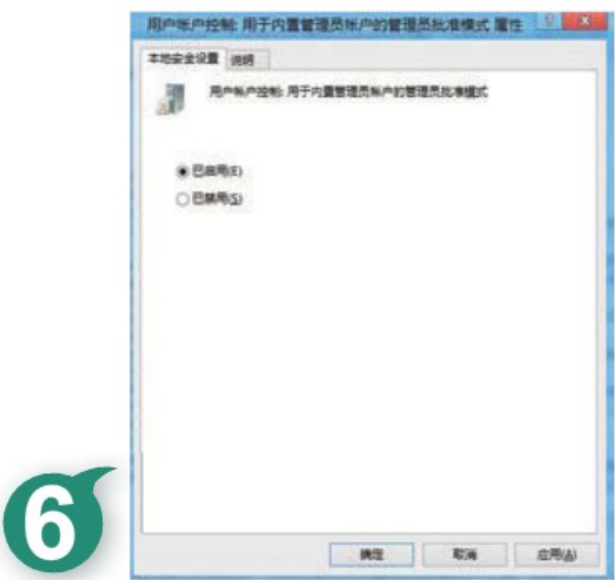 用户帐户控制: 用于内置管理员帐户的管理员批准模式 属性
本地安全设置 说明
用户帐户控制: 用于内置管理员帐户的管理员批准模式
已启用(E)
已禁用(S)
6
确定 取消 应用(A)